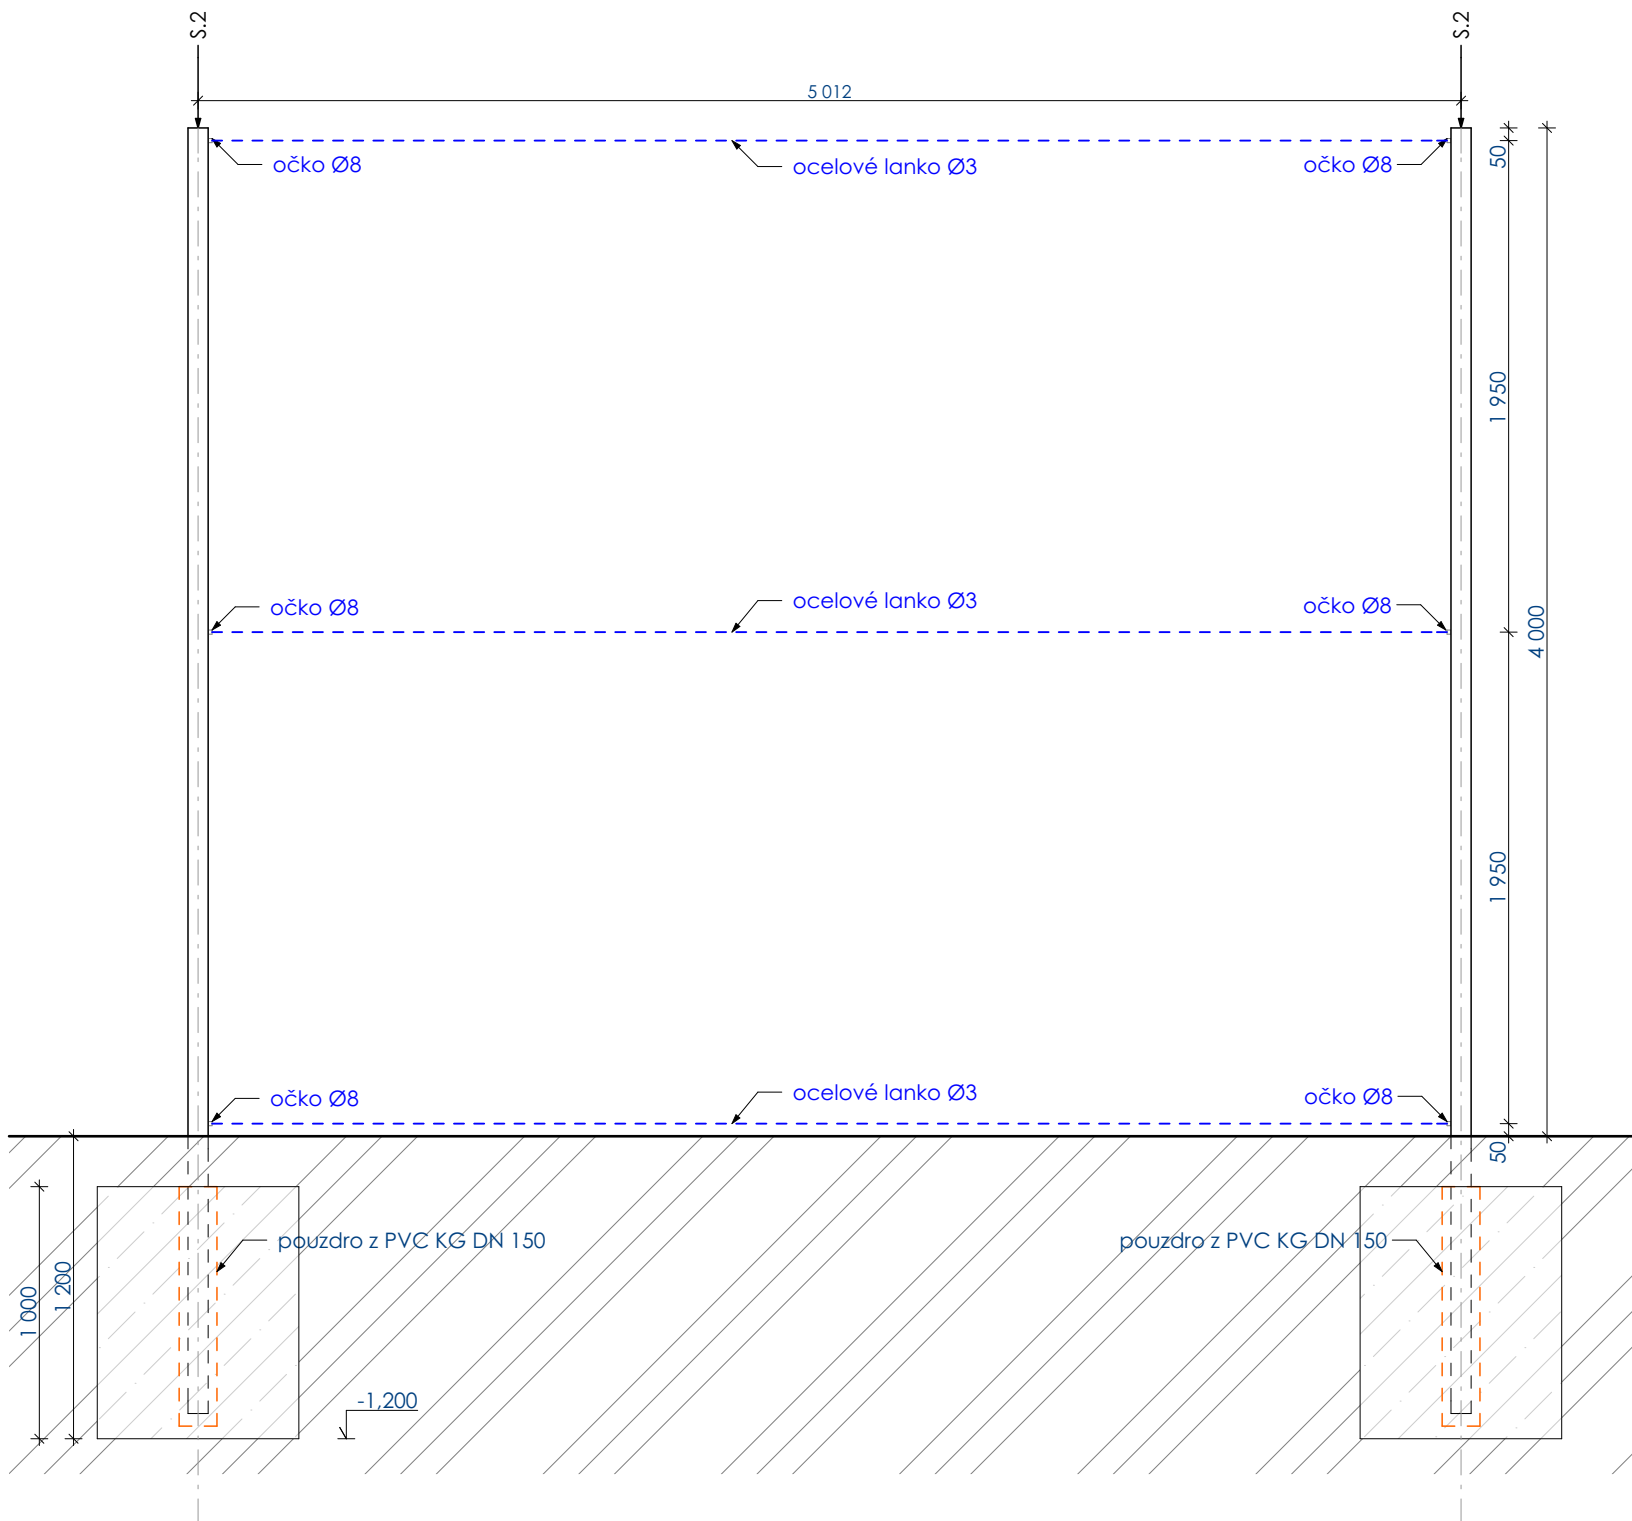 S.2
S.2
5 012
očko Ø8
ocelové lanko Ø3
očko Ø8
50
1 950
očko Ø8
ocelové lanko Ø3
očko Ø8
4 000
1 950
očko Ø8
ocelové lanko Ø3
očko Ø8
50
pouzdro z PVC KG DN 150
pouzdro z PVC KG DN 150
1 000
1 200
-1,200